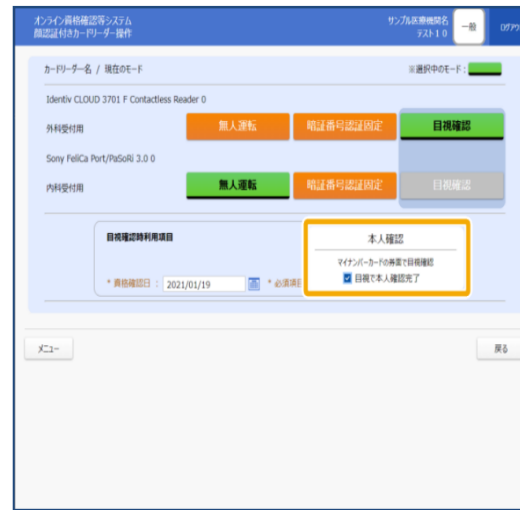 オンライン資格確認等システム
顔認証付きカードリーダー操作
サンプル医療機関名
テスト10
一般
ログアウ
カードリーダー名 / 現在のモード
※選択中のモード:
Identiv CLOUD 3701 F Contactless Reader 0
外科受付用
無人運転
暗証番号認証固定
目視確認
Sony FeliCa Port/PaSoRi 3.0 0
内科受付用
無人運転
暗証番号認証固定
目視確認
目視確認時利用項目
本人確認
マイナンバーカードの券面で目視確認
目視で本人確認完了
* 資格確認日 : 2021/01/19
* 必須項目
メニュー
戻る